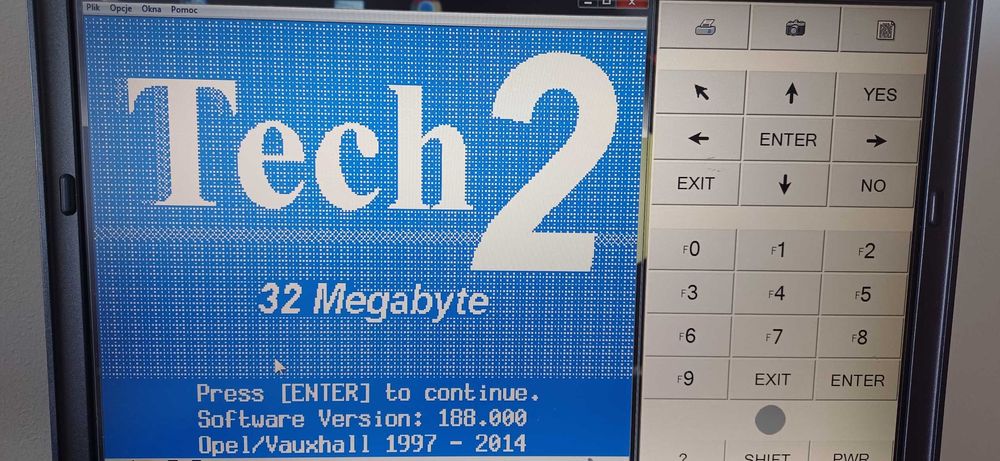 Plik Opcje Okna Pomoc
Tech 2
32 Megabyte
Press [ENTER] to continue.
Software Version: 188.000
Opel/Vauxhall 1997 - 2014
YES
ENTER
EXIT NO
F0 F1 F2
F3 F4 F5
F6 F7 F8
F9 EXIT ENTER
? SHIFT PWR